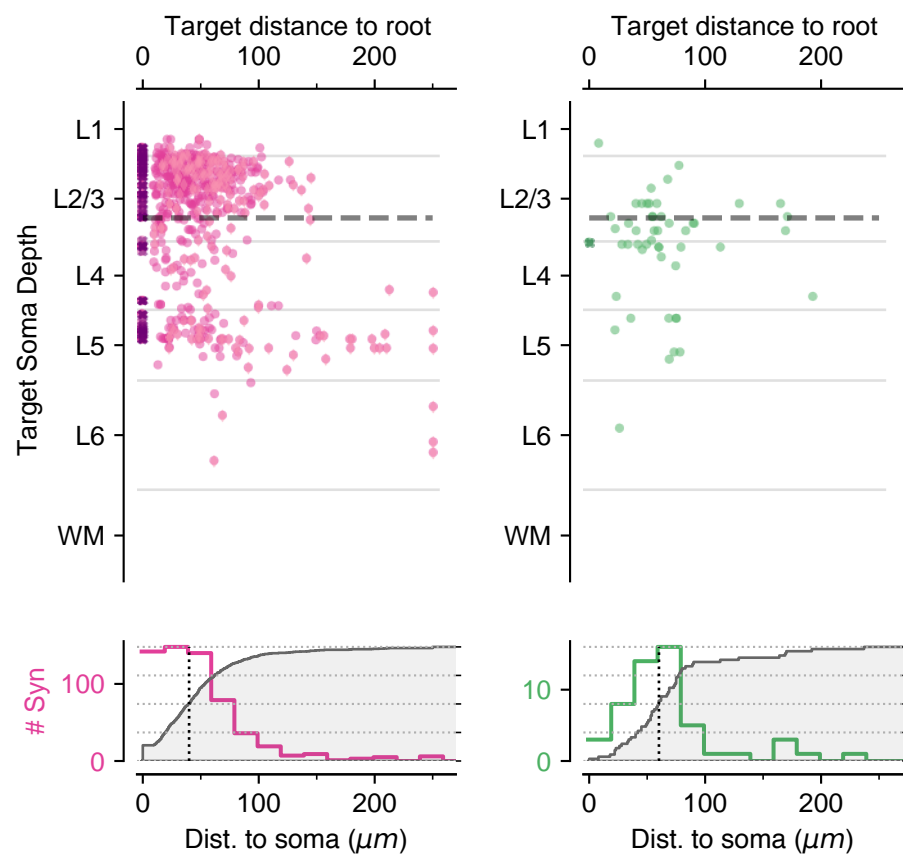 Target distance to root
0 100 200
Target distance to root
0 100 200
Target Soma Depth
L1
L2/3
L4
L5
L6
WM
L1
L2/3
L4
L5
L6
WM
# Syn
100
0
0 100 200
Dist. to soma (μm)
10
0
0 100 200
Dist. to soma (μm)